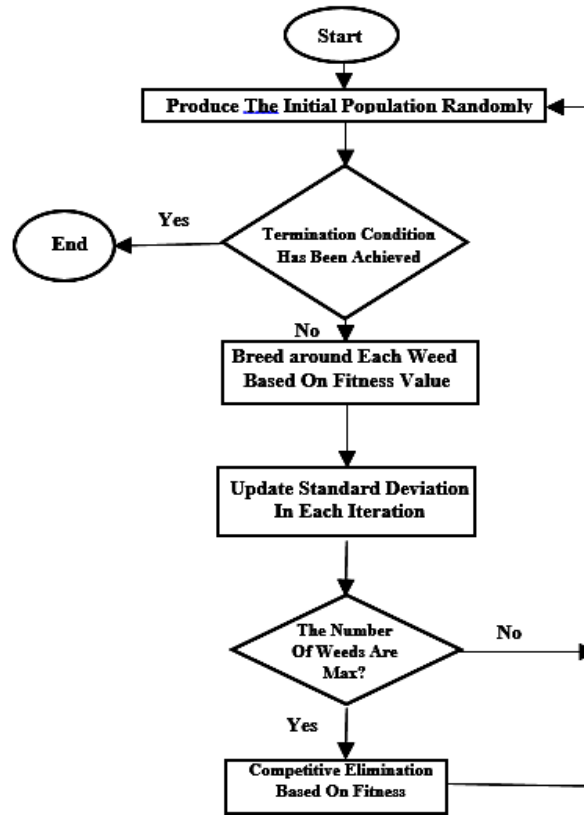 Start
Produce The Initial Population Randomly
Termination Condition
Has Been Achieved
Yes
End
No
Breed around Each Weed
Based On Fitness Value
Update Standard Deviation
In Each Iteration
The Number
Of Weeds Are
Max?
No
Yes
Competitive Elimination
Based On Fitness